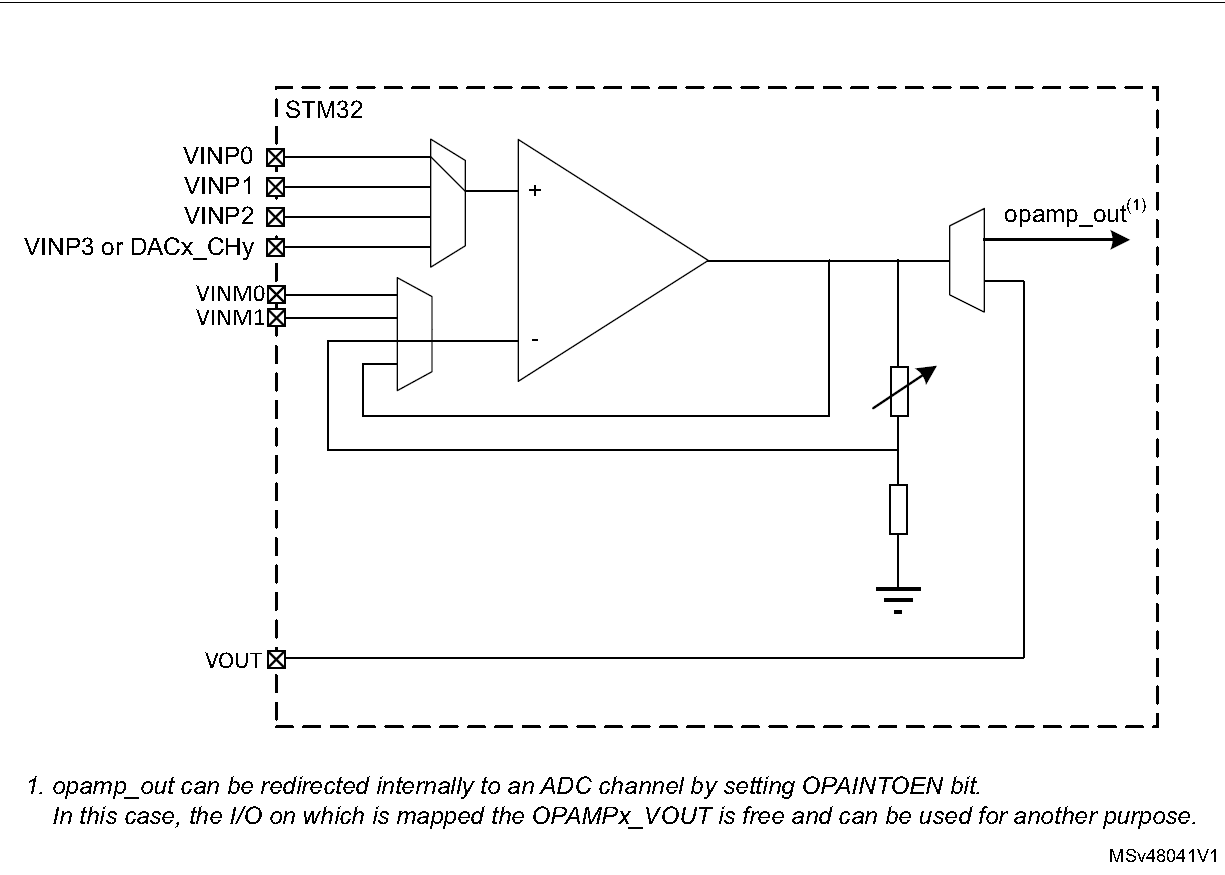 STM32
VINP0
VINP1
VINP2
VINP3 or DACx_CHy
VINM0
VINM1
+
-
opamp_out(1)
VOUT
1. opamp_out can be redirected internally to an ADC channel by setting OPAINTOEN bit.
In this case, the I/O on which is mapped the OPAMPx_VOUT is free and can be used for another purpose.
MSv48041V1